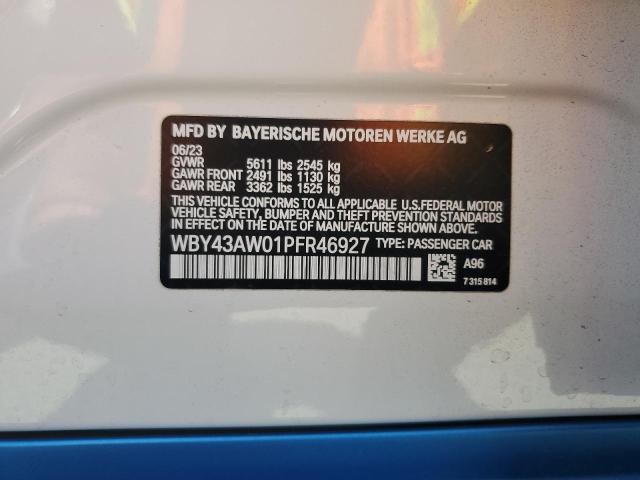 MFD BY BAYERISCHE MOTOREN WERKE AG
06/23
GVWR 5611 lbs 2545 kg
GAWR FRONT 2491 lbs 1130 kg
GAWR REAR 3362 lbs 1525 kg
THIS VEHICLE CONFORMS TO ALL APPLICABLE U.S.FEDERAL MOTOR
VEHICLE SAFETY, BUMPER, AND THEFT PREVENTION STANDARDS
IN EFFECT ON THE DATE OF MANUFACTURE SHOWN ABOVE.
WBY43AW01PFR46927 TYPE: PASSENGER CAR
A96
7 315 814